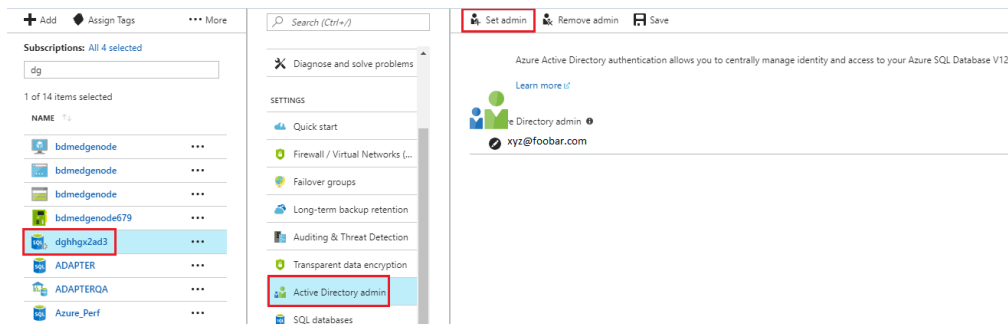 Add Assign Tags ••• More
Subscriptions: All 4 selected
dg
1 of 14 items selected
NAME
bdmedgenode •••
bdmedgenode •••
bdmedgenode •••
bdmedgenode679 •••
dghhgx2ad3 •••
ADAPTER •••
ADAPTERQA •••
Azure_Perf •••
Search (Ctrl+/)
Diagnose and solve problems
SETTINGS
Quick start
Firewall / Virtual Networks (...
Failover groups
Long-term backup retention
Auditing & Threat Detection
Transparent data encryption
Active Directory admin
SQL databases
Set admin Remove admin Save
Azure Active Directory authentication allows you to centrally manage identity and access to your Azure SQL Database V12
Learn more
e Directory admin
xyz@foobar.com